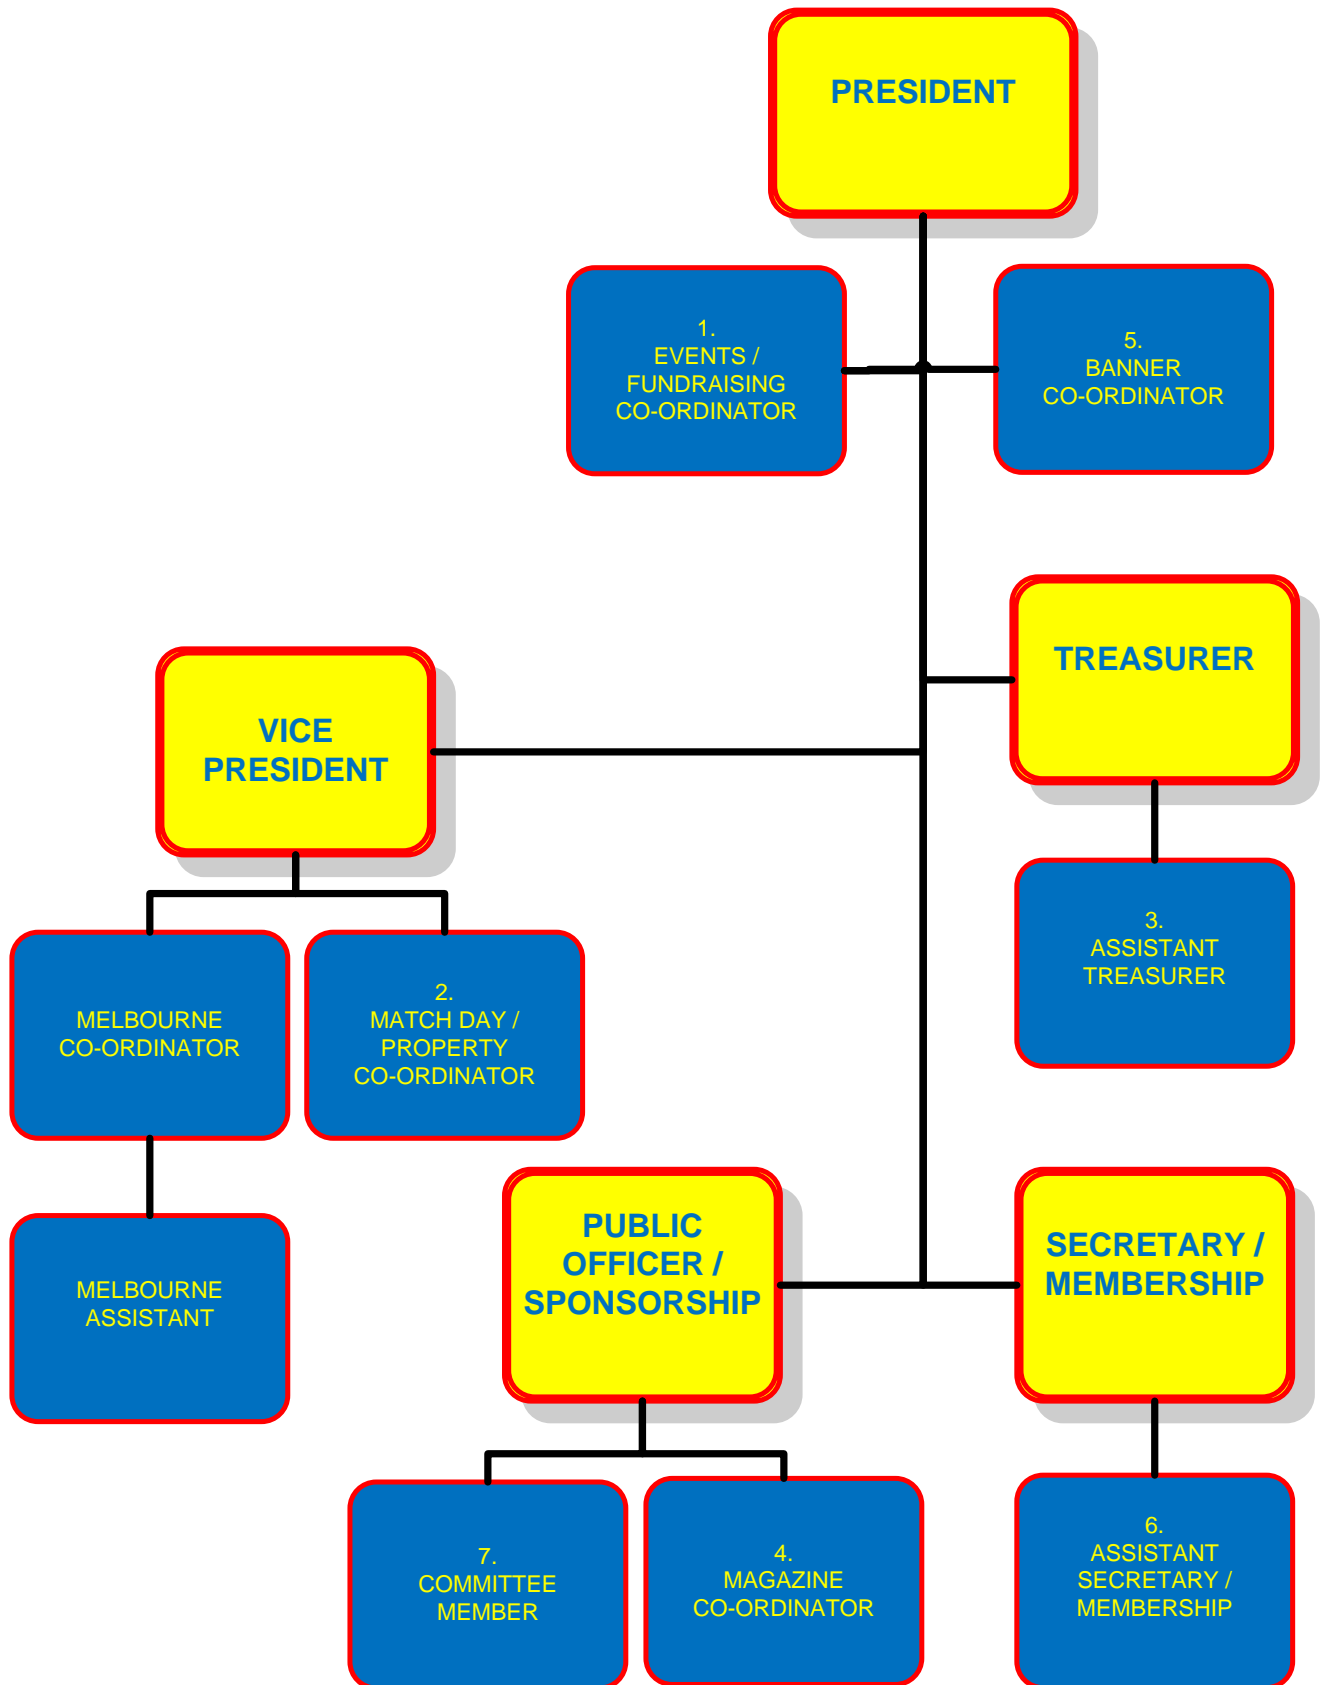 PRESIDENT
1.
EVENTS /
FUNDRAISING
CO-ORDINATOR
5.
BANNER
CO-ORDINATOR
TREASURER
VICE
PRESIDENT
3.
ASSISTANT
TREASURER
MELBOURNE
CO-ORDINATOR
2.
MATCH DAY /
PROPERTY
CO-ORDINATOR
MELBOURNE
ASSISTANT
PUBLIC
OFFICER /
SPONSORSHIP
SECRETARY /
MEMBERSHIP
7.
COMMITTEE
MEMBER
4.
MAGAZINE
CO-ORDINATOR
6.
ASSISTANT
SECRETARY /
MEMBERSHIP